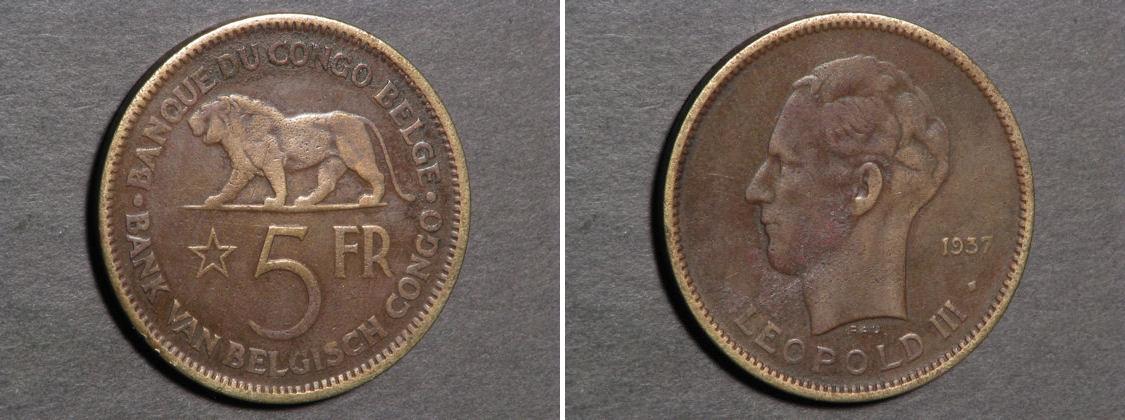 · BANQUE DU CONGO BELGE ·
BANK VAN BELGISCH CONGO
5 FR
1937
LEOPOLD III